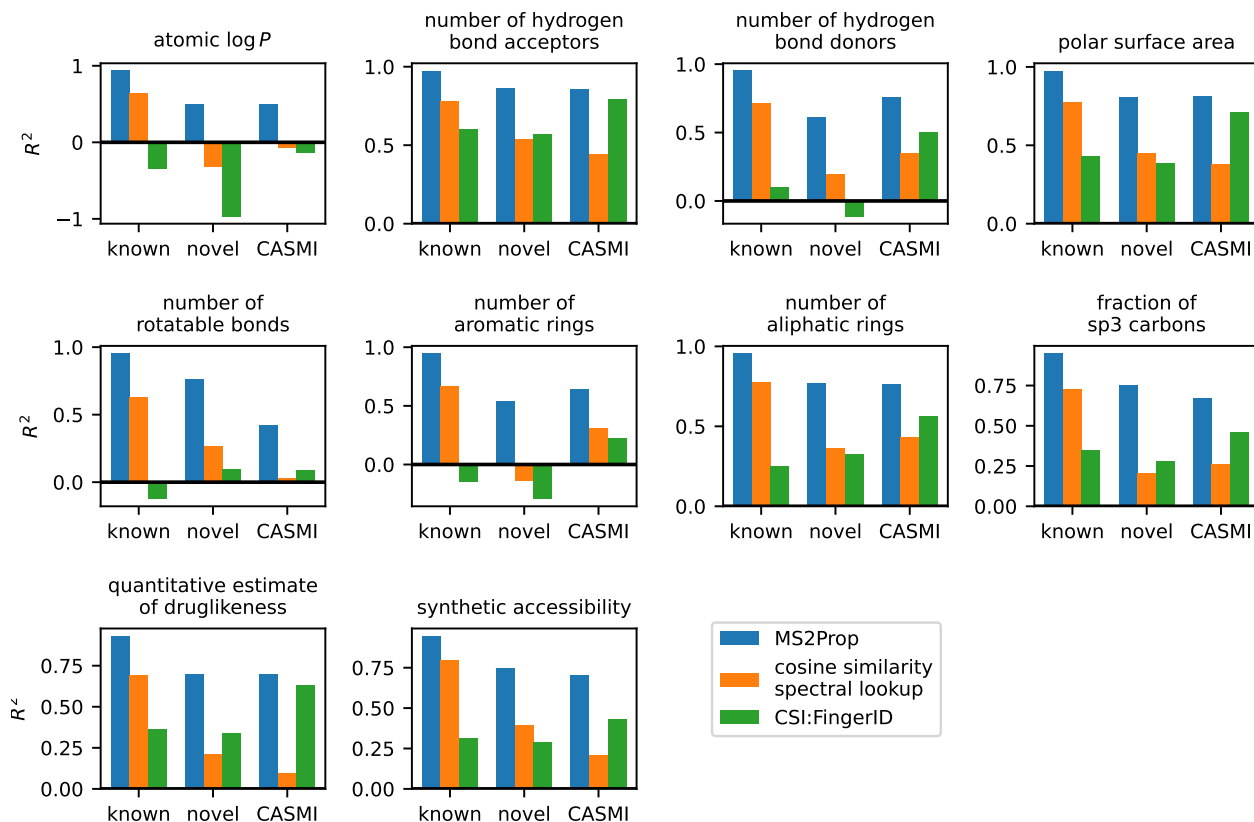 atomic log P
number of hydrogen
bond acceptors
number of hydrogen
bond donors
polar surface area
R²
1
0
−1
known novel CASMI
1.0
0.5
0.0
known novel CASMI
1.0
0.5
0.0
known novel CASMI
1.0
0.5
0.0
known novel CASMI
number of
rotatable bonds
number of
aromatic rings
number of
aliphatic rings
fraction of
sp3 carbons
R²
1.0
0.5
0.0
known novel CASMI
1.0
0.5
0.0
known novel CASMI
1.0
0.5
0.0
known novel CASMI
0.75
0.50
0.25
0.00
known novel CASMI
quantitative estimate
of druglikeness
synthetic accessibility
R²
0.75
0.50
0.25
0.00
known novel CASMI
0.75
0.50
0.25
0.00
known novel CASMI
MS2Prop
cosine similarity
spectral lookup
CSI:FingerID